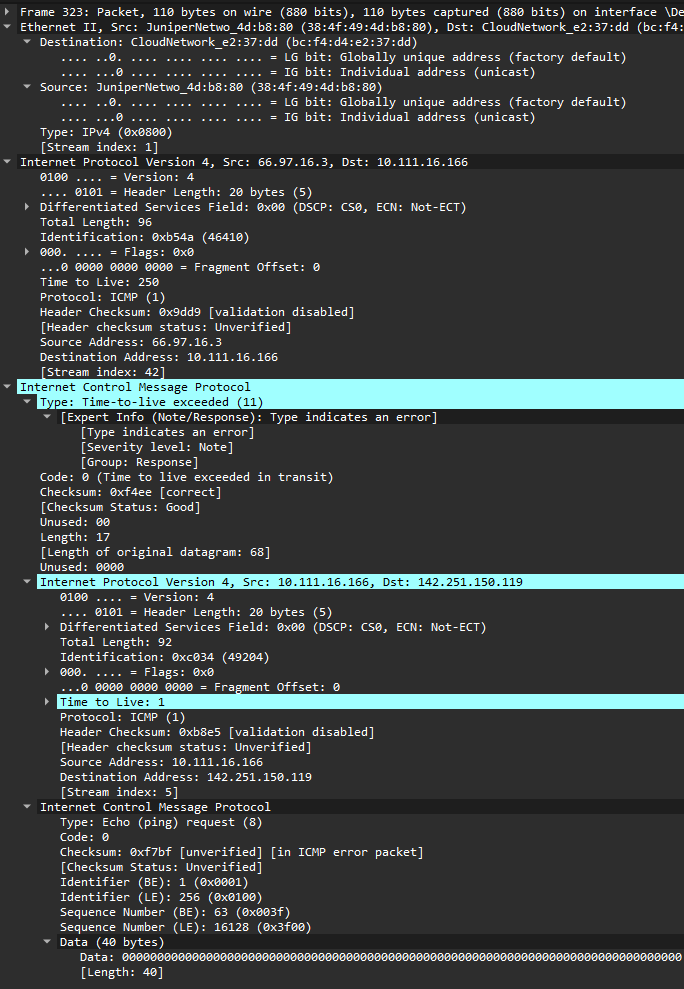 Frame 323: Packet, 110 bytes on wire (880 bits), 110 bytes captured (880 bits) on interface \De
Ethernet II, Src: JuniperNetwo_4d:b8:80 (38:4f:49:4d:b8:80), Dst: CloudNetwork_e2:37:dd (bc:f4:
Destination: CloudNetwork_e2:37:dd (bc:f4:d4:e2:37:dd)
.... ..0. .... .... .... .... = LG bit: Globally unique address (factory default)
.... ...0 .... .... .... .... = IG bit: Individual address (unicast)
Source: JuniperNetwo_4d:b8:80 (38:4f:49:4d:b8:80)
.... ..0. .... .... .... .... = LG bit: Globally unique address (factory default)
.... ...0 .... .... .... .... = IG bit: Individual address (unicast)
Type: IPv4 (0x0800)
[Stream index: 1]
Internet Protocol Version 4, Src: 66.97.16.3, Dst: 10.111.16.166
0100 .... = Version: 4
.... 0101 = Header Length: 20 bytes (5)
Differentiated Services Field: 0x00 (DSCP: CS0, ECN: Not-ECT)
Total Length: 96
Identification: 0xb54a (46410)
000. .... = Flags: 0x0
...0 0000 0000 0000 = Fragment Offset: 0
Time to Live: 250
Protocol: ICMP (1)
Header Checksum: 0x9dd9 [validation disabled]
[Header checksum status: Unverified]
Source Address: 66.97.16.3
Destination Address: 10.111.16.166
[Stream index: 42]
Internet Control Message Protocol
Type: Time-to-live exceeded (11)
[Expert Info (Note/Response): Type indicates an error]
[Type indicates an error]
[Severity level: Note]
[Group: Response]
Code: 0 (Time to live exceeded in transit)
Checksum: 0xf4ee [correct]
[Checksum Status: Good]
Unused: 00
Length: 17
[Length of original datagram: 68]
Unused: 0000
Internet Protocol Version 4, Src: 10.111.16.166, Dst: 142.251.150.119
0100 .... = Version: 4
.... 0101 = Header Length: 20 bytes (5)
Differentiated Services Field: 0x00 (DSCP: CS0, ECN: Not-ECT)
Total Length: 92
Identification: 0xc034 (49204)
000. .... = Flags: 0x0
...0 0000 0000 0000 = Fragment Offset: 0
Time to Live: 1
Protocol: ICMP (1)
Header Checksum: 0xb8e5 [validation disabled]
[Header checksum status: Unverified]
Source Address: 10.111.16.166
Destination Address: 142.251.150.119
[Stream index: 5]
Internet Control Message Protocol
Type: Echo (ping) request (8)
Code: 0
Checksum: 0xf7bf [unverified] [in ICMP error packet]
[Checksum Status: Unverified]
Identifier (BE): 1 (0x0001)
Identifier (LE): 256 (0x0100)
Sequence Number (BE): 63 (0x003f)
Sequence Number (LE): 16128 (0x3f00)
Data (40 bytes)
Data: 00000000000000000000000000000000000000000000000000000000000000000000000000000000
[Length: 40]